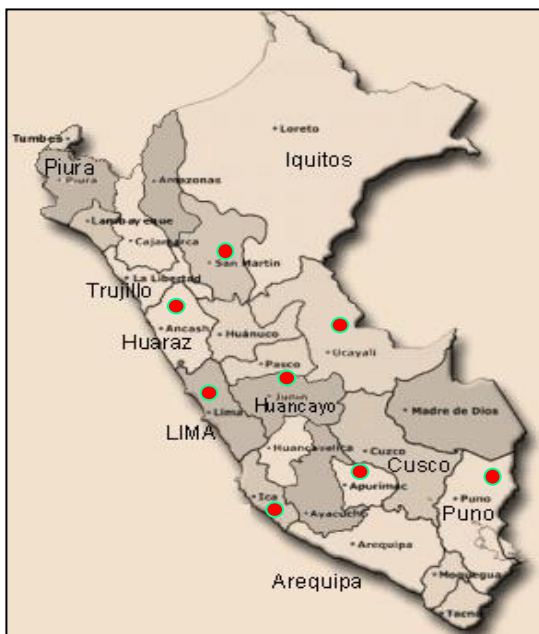 Loreto
Tumbes
Iquitos
Piura
Piura
Amazonas
Lambayeque
Cajamarca
San Martin
La Libertad
Trujillo
Ancash
Huánuco
Huaraz
Ucayali
Pasco
Junin
Huancayo
Lima
LIMA
Madre de Dios
Huancavelica
Cuzco
Cusco
Apurimac
Ica
Puno
Puno
Ayacucho
Arequipa
Arequipa
Moquegua
Tacna